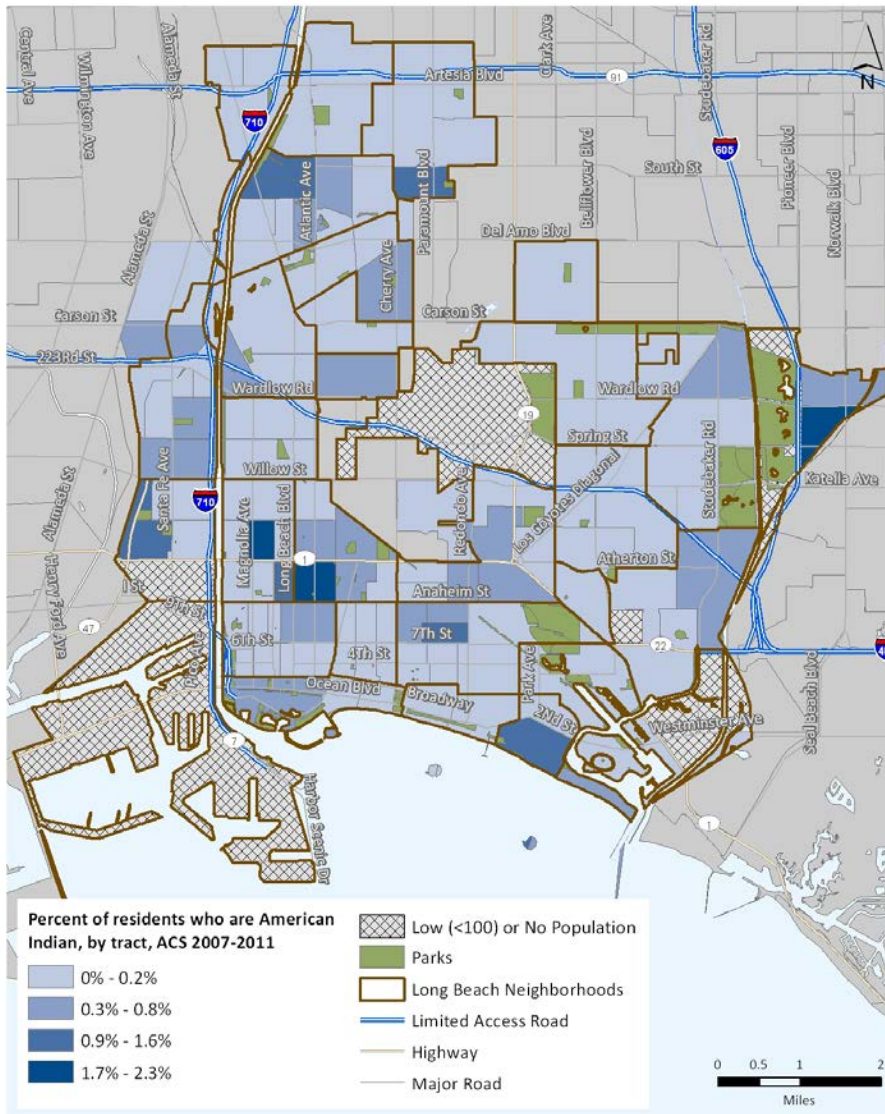 Central Ave
Wilmington Ave
Alameda St
Clark Ave
Studebaker Rd
N
Artesia Blvd
91
710
605
Bellflower Blvd
Pioneer Blvd
Norwalk Blvd
South St
Atlantic Ave
Paramount Blvd
Alameda St
Del Amo Blvd
Cherry Ave
Carson St
Carson St
223Rd St
Wardlow Rd
Wardlow Rd
19
Spring St
Santa Fe Ave
Willow St
Studebaker Rd
Katella Ave
Redondo Ave
Los Coyotes Diagonal
Alameda St
710
Magnolia Ave
Long Beach Blvd
1
Atherton St
I St
Henry Ford Ave
Anaheim St
9Th St
47
6Th St
7Th St
4Th St
22
Pico Ave
Park Ave
Ocean Blvd
Broadway
2Nd St
Westminster Ave
Seal Beach Blvd
7
Harbor Scenic Dr
1
Percent of residents who are American
Indian, by tract, ACS 2007-2011
0% - 0.2%
0.3% - 0.8%
0.9% - 1.6%
1.7% - 2.3%
Low (<100) or No Population
Parks
Long Beach Neighborhoods
Limited Access Road
Highway
Major Road
0 0.5 1 2
Miles